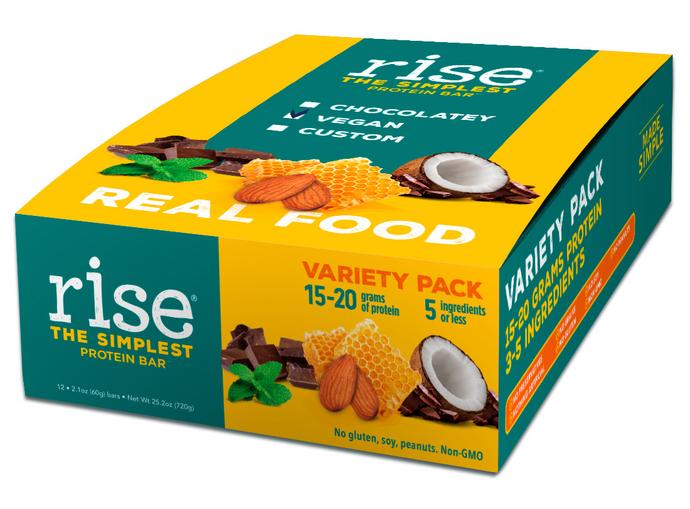 rise®
THE SIMPLEST
PROTEIN BAR
CHOCOLATEY
VEGAN
CUSTOM
REAL FOOD
rise®
THE SIMPLEST
PROTEIN BAR
12 • 2.1oz (60g) bars • Net Wt 25.2oz (720g)
VARIETY PACK
15-20 grams of protein
5 ingredients or less
No gluten, soy, peanuts. Non-GMO
MADE
SIMPLE
VARIETY PACK
15-20 GRAMS PROTEIN
3-5 INGREDIENTS